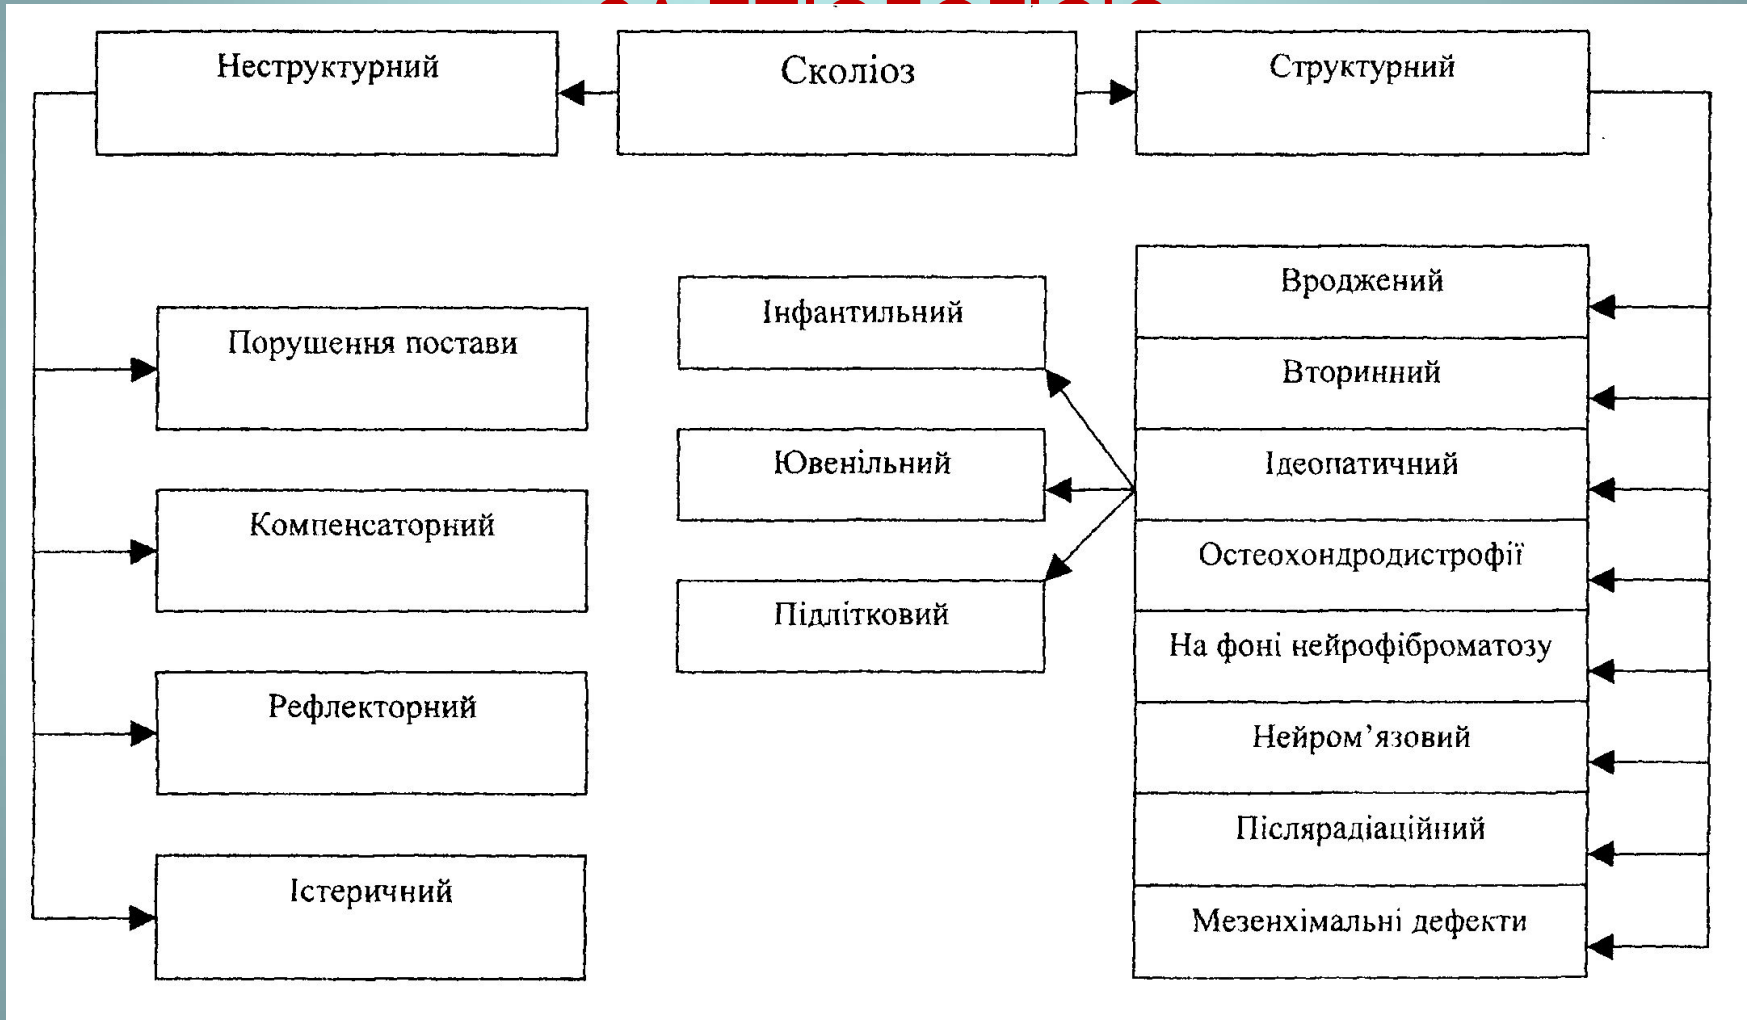 Неструктурний
Сколіоз
Структурний
Порушення постави
Компенсаторний
Рефлекторний
Істеричний
Інфантильний
Ювенільний
Підлітковий
Вроджений
Вторинний
Ідеопатичний
Остеохондродистрофії
На фоні нейрофіброматозу
Нейром’язовий
Післярадіаційний
Мезенхімальні дефекти